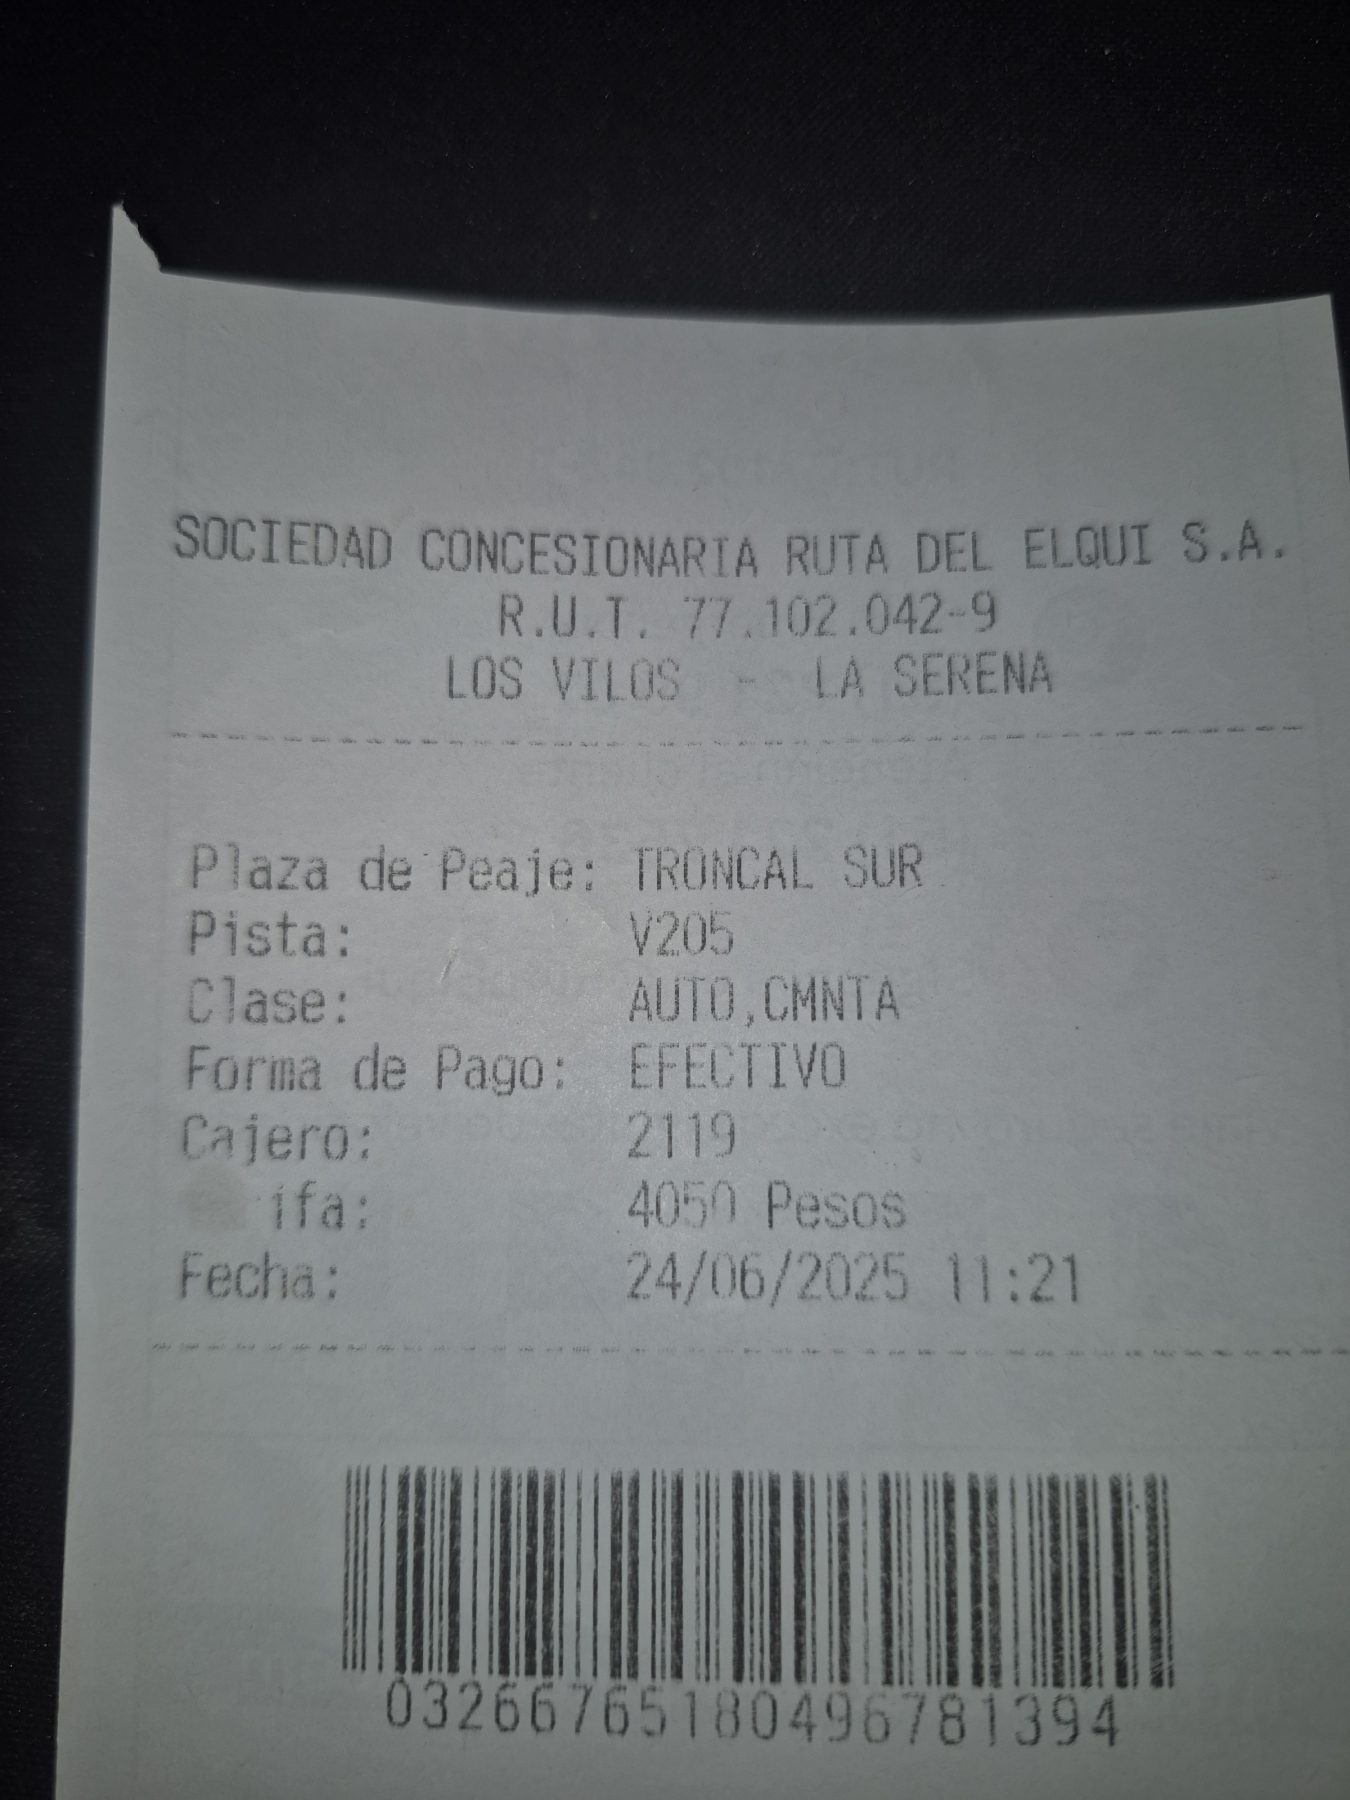 SOCIEDAD CONCESIONARIA RUTA DEL ELQUI S.A.
R.U.T. 77.102.042-9
LOS VILOS - LA SERENA
Plaza de Peaje: TRONCAL SUR
Pista: V205
Clase: AUTO,CMNTA
Forma de Pago: EFECTIVO
Cajero: 2119
ifa: 4050 Pesos
Fecha: 24/06/2025 11:21
03266765180496781394